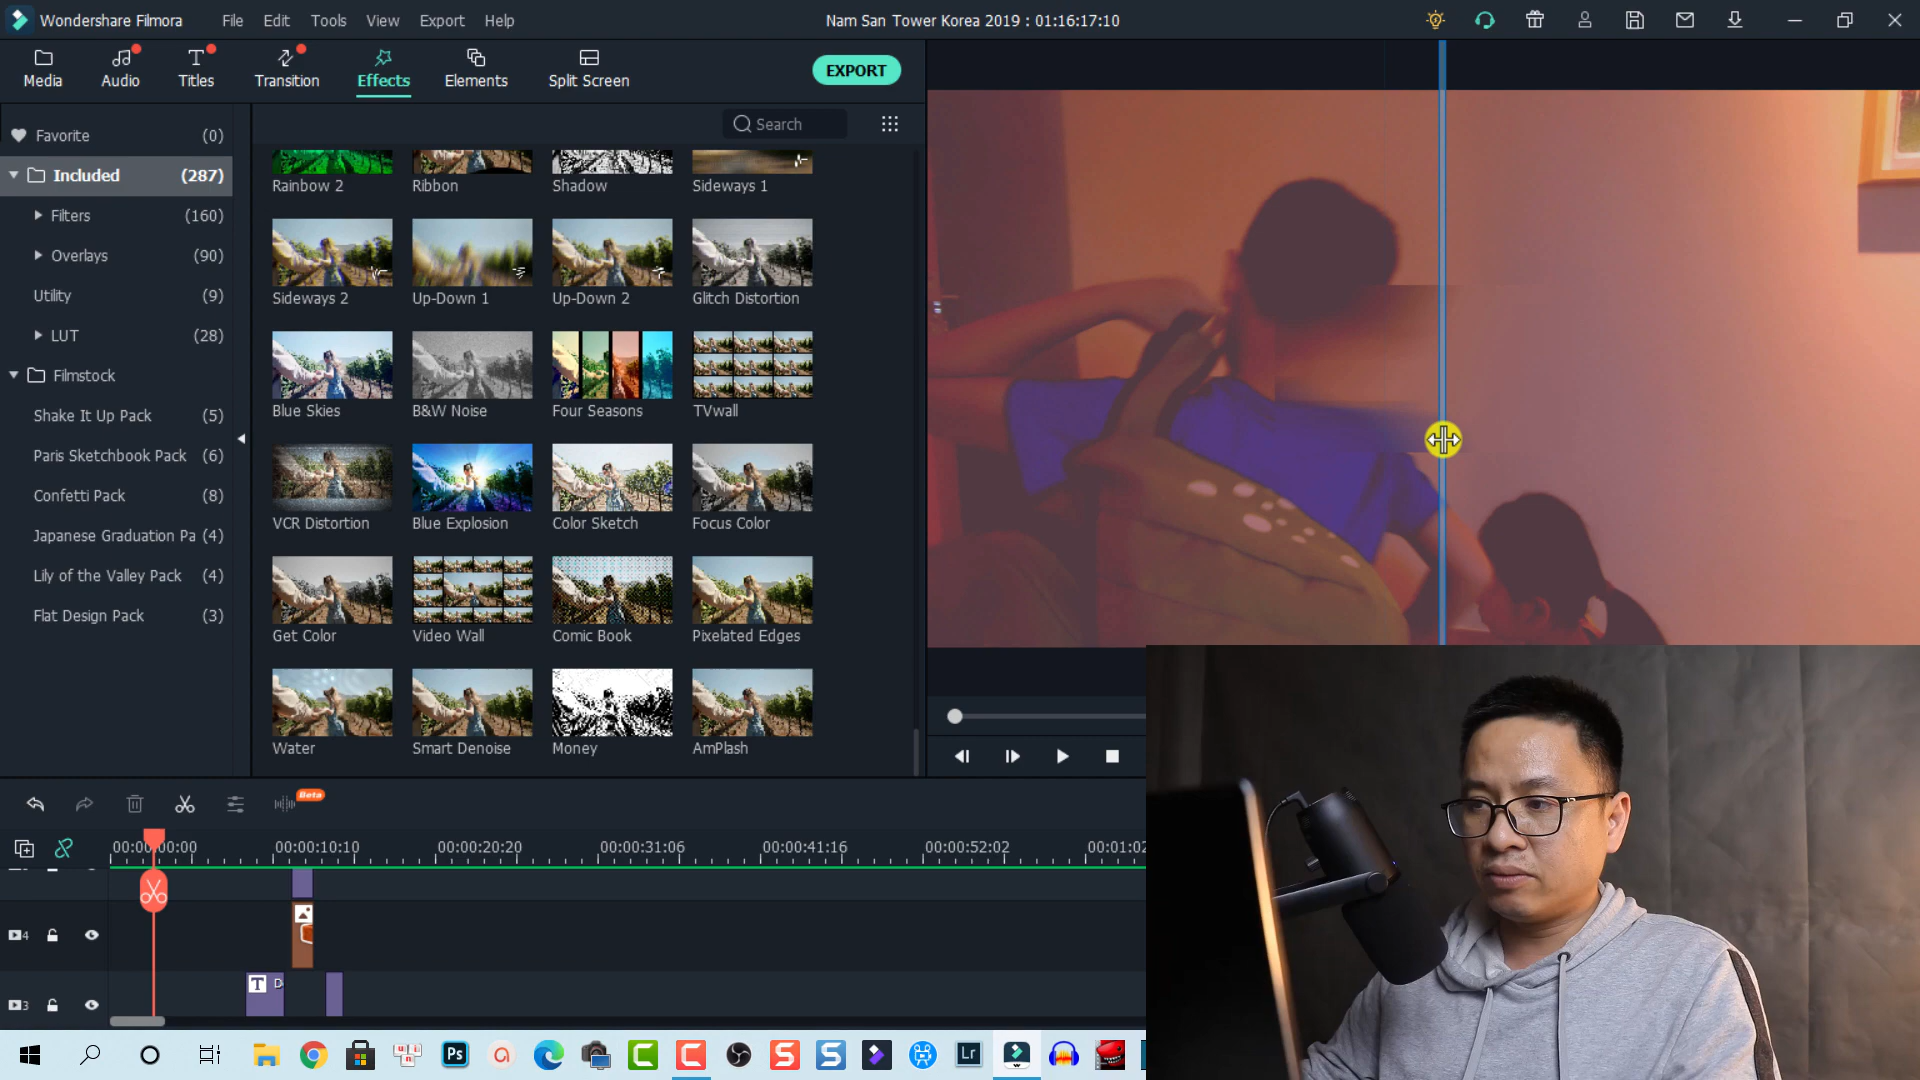 Wondershare Filmora File Edit Tools View Export Help Nam San Tower Korea 2019 : 01:16:17:10
Media Audio Titles Transition Effects Elements Split Screen EXPORT
Search
Favorite (0)
Included (287)
Filters (160)
Overlays (90)
Utility (9)
LUT (28)
Filmstock
Shake It Up Pack (5)
Paris Sketchbook Pack (6)
Confetti Pack (8)
Japanese Graduation Pa (4)
Lily of the Valley Pack (4)
Flat Design Pack (3)
Rainbow 2 Ribbon Shadow Sideways 1
Sideways 2 Up-Down 1 Up-Down 2 Glitch Distortion
Blue Skies B&W Noise Four Seasons TVwall
VCR Distortion Blue Explosion Color Sketch Focus Color
Get Color Video Wall Comic Book Pixelated Edges
Water Smart Denoise Money AmPlash
Beta
00:00:10:10 00:00:20:20 00:00:31:06 00:00:41:16 00:00:52:02 00:01:02
4
3 T D
Ps Lr